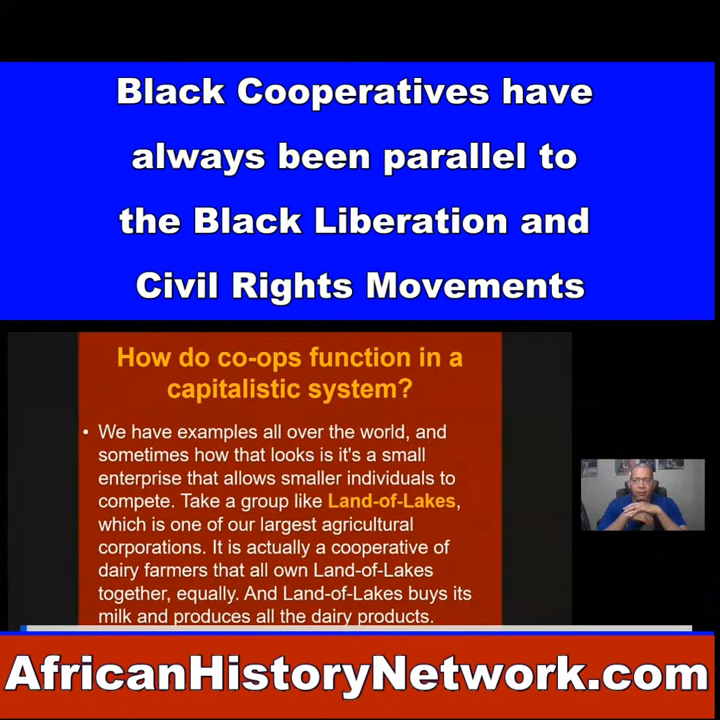 Black Cooperatives have
always been parallel to
the Black Liberation and
Civil Rights Movements
How do co-ops function in a
capitalistic system?
• We have examples all over the world, and
sometimes how that looks is it's a small
enterprise that allows smaller individuals to
compete. Take a group like Land-of-Lakes,
which is one of our largest agricultural
corporations. It is actually a cooperative of
dairy farmers that all own Land-of-Lakes
together, equally. And Land-of-Lakes buys its
milk and produces all the dairy products.
AfricanHistoryNetwork.com